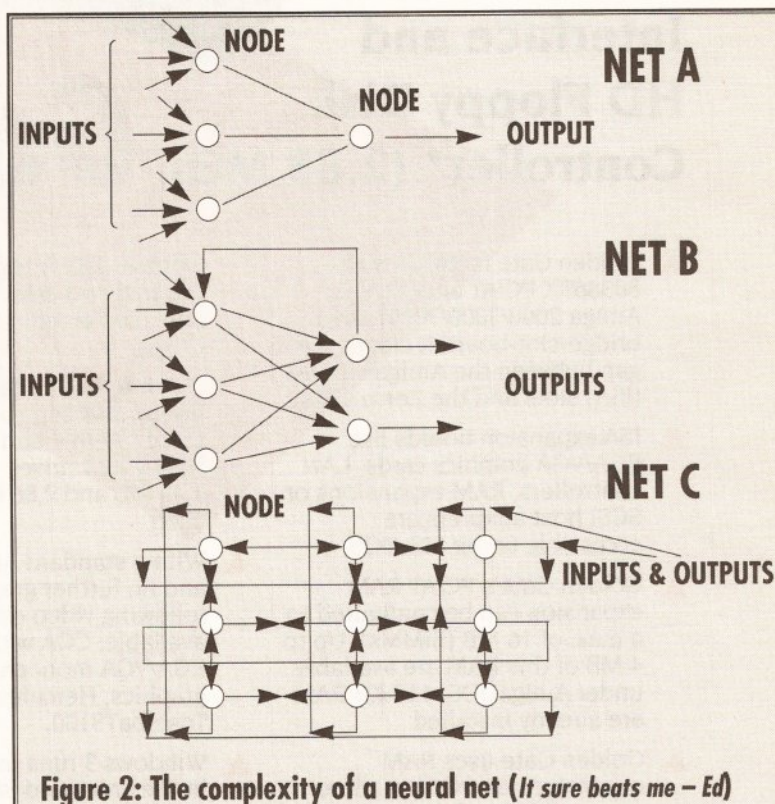 NODE
NET A
NODE
INPUTS
OUTPUT
NET B
INPUTS
OUTPUTS
NET C
NODE
INPUTS & OUTPUTS
Figure 2: The complexity of a neural net (It sure beats me – Ed)